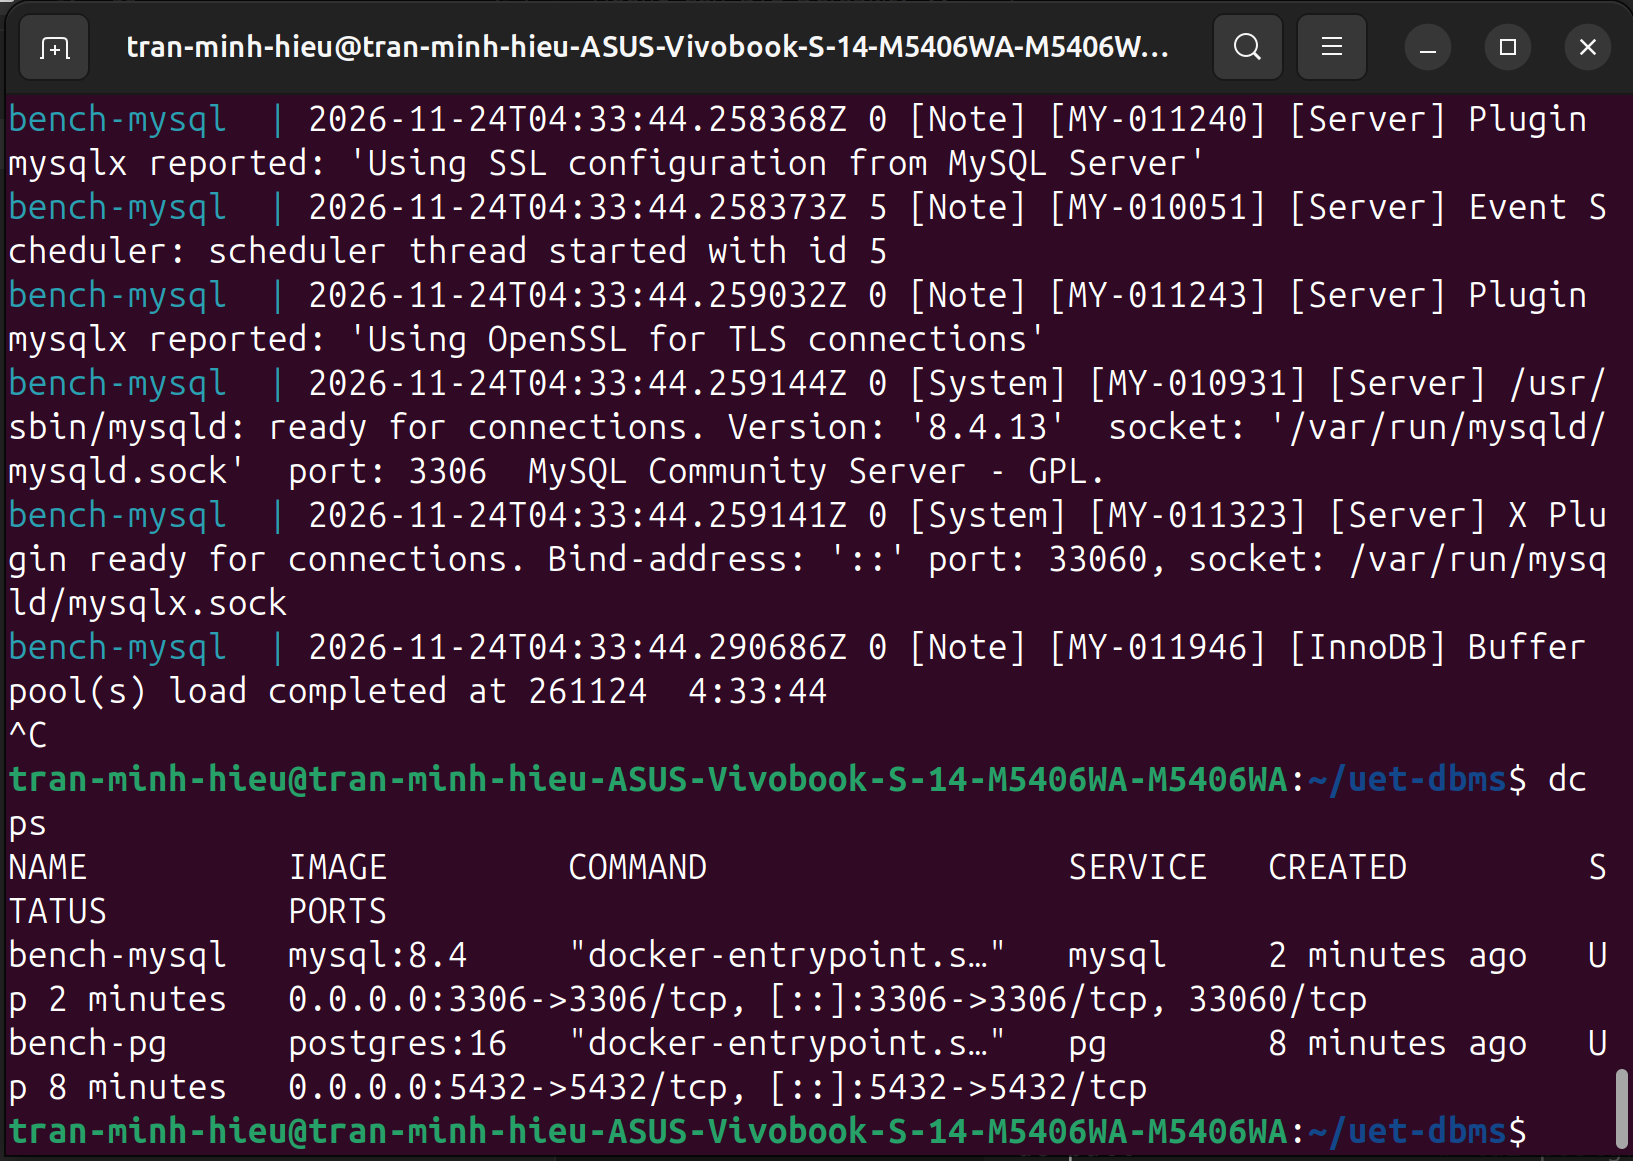 tran-minh-hieu@tran-minh-hieu-ASUS-Vivobook-S-14-M5406WA-M5406W...
bench-mysql  | 2026-11-24T04:33:44.258368Z 0 [Note] [MY-011240] [Server] Plugin
mysqlx reported: 'Using SSL configuration from MySQL Server'
bench-mysql  | 2026-11-24T04:33:44.258373Z 5 [Note] [MY-010051] [Server] Event S
cheduler: scheduler thread started with id 5
bench-mysql  | 2026-11-24T04:33:44.259032Z 0 [Note] [MY-011243] [Server] Plugin
mysqlx reported: 'Using OpenSSL for TLS connections'
bench-mysql  | 2026-11-24T04:33:44.259144Z 0 [System] [MY-010931] [Server] /usr/
sbin/mysqld: ready for connections. Version: '8.4.13'  socket: '/var/run/mysqld/
mysqld.sock'  port: 3306  MySQL Community Server - GPL.
bench-mysql  | 2026-11-24T04:33:44.259141Z 0 [System] [MY-011323] [Server] X Plu
gin ready for connections. Bind-address: '::' port: 33060, socket: /var/run/mysq
ld/mysqlx.sock
bench-mysql  | 2026-11-24T04:33:44.290686Z 0 [Note] [MY-011946] [InnoDB] Buffer
pool(s) load completed at 261124  4:33:44
^C
tran-minh-hieu@tran-minh-hieu-ASUS-Vivobook-S-14-M5406WA-M5406WA:~/uet-dbms$ dc
ps
NAME          IMAGE         COMMAND                  SERVICE   CREATED         S
TATUS         PORTS
bench-mysql   mysql:8.4     "docker-entrypoint.s…"   mysql     2 minutes ago   U
p 2 minutes   0.0.0.0:3306->3306/tcp, [::]:3306->3306/tcp, 33060/tcp
bench-pg      postgres:16   "docker-entrypoint.s…"   pg        8 minutes ago   U
p 8 minutes   0.0.0.0:5432->5432/tcp, [::]:5432->5432/tcp
tran-minh-hieu@tran-minh-hieu-ASUS-Vivobook-S-14-M5406WA-M5406WA:~/uet-dbms$